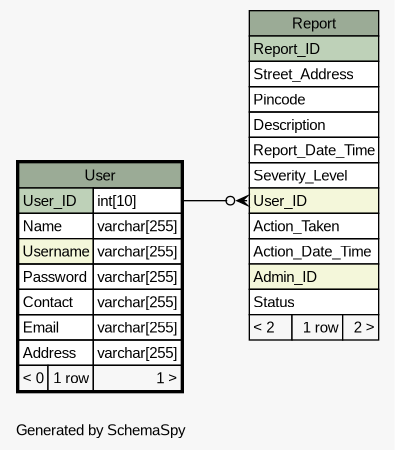 Report
Report_ID
Street_Address
Pincode
Description
Report_Date_Time
Severity_Level
User_ID
Action_Taken
Action_Date_Time
Admin_ID
Status
< 2 1 row 2 >
User
User_ID int[10]
Name varchar[255]
Username varchar[255]
Password varchar[255]
Contact varchar[255]
Email varchar[255]
Address varchar[255]
< 0 1 row 1 >
Generated by SchemaSpy